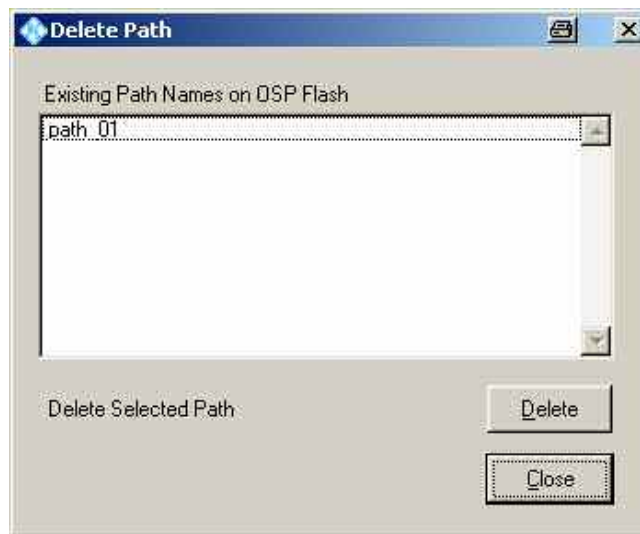 Delete Path
Existing Path Names on OSP Flash
path_01
Delete Selected Path
Delete
Close